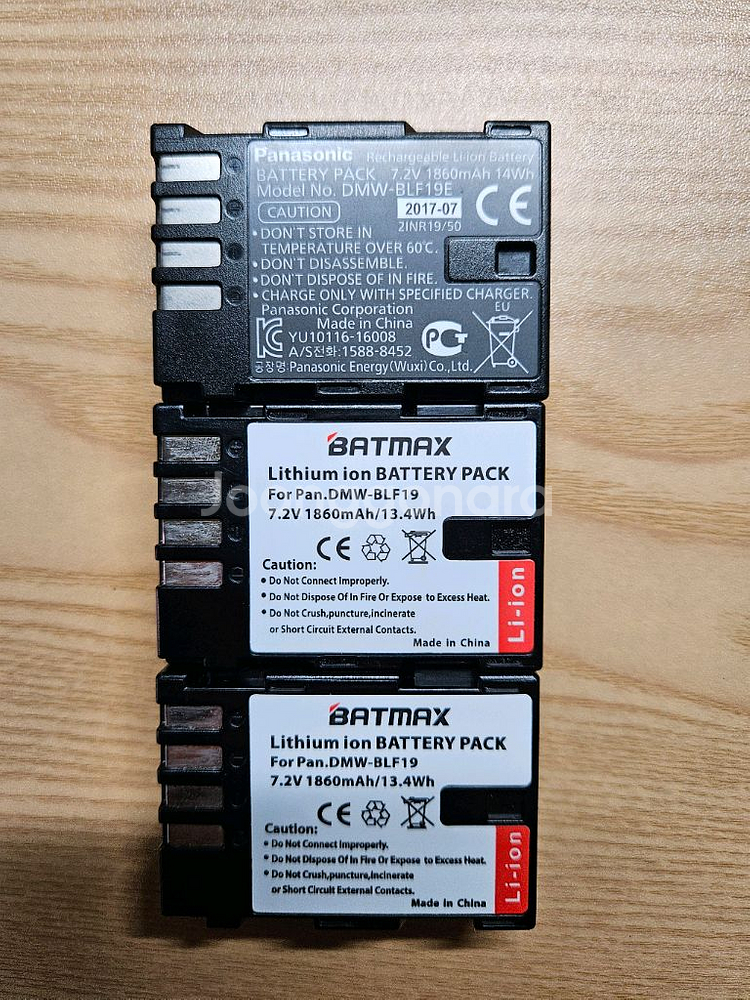 Panasonic Rechargeable Li-ion Battery
BATTERY PACK 7.2V 1860mAh 14Wh
Model No. DMW-BLF19E
CAUTION 2017-07 CE
2INR19/50
• DON'T STORE IN
TEMPERATURE OVER 60°C.
• DON'T DISASSEMBLE.
• DON'T DISPOSE OF IN FIRE.
• CHARGE ONLY WITH SPECIFIED CHARGER.
Panasonic Corporation EU
Made in China
YU10116-16008
A/S전화:1588-8452
공장명:Panasonic Energy(Wuxi)Co.,Ltd.
BATMAX
Lithium ion BATTERY PACK
For Pan.DMW-BLF19
7.2V 1860mAh/13.4Wh
CE
Caution:
• Do Not Connect Improperly.
• Do Not Dispose Of In Fire Or Expose to Excess Heat.
• Do Not Crush,puncture,incinerate
or Short Circuit External Contacts.
Made in China
Li-ion
BATMAX
Lithium ion BATTERY PACK
For Pan.DMW-BLF19
7.2V 1860mAh/13.4Wh
CE
Caution:
• Do Not Connect Improperly.
• Do Not Dispose Of In Fire Or Expose to Excess Heat.
• Do Not Crush,puncture,incinerate
or Short Circuit External Contacts.
Made in China
Li-ion